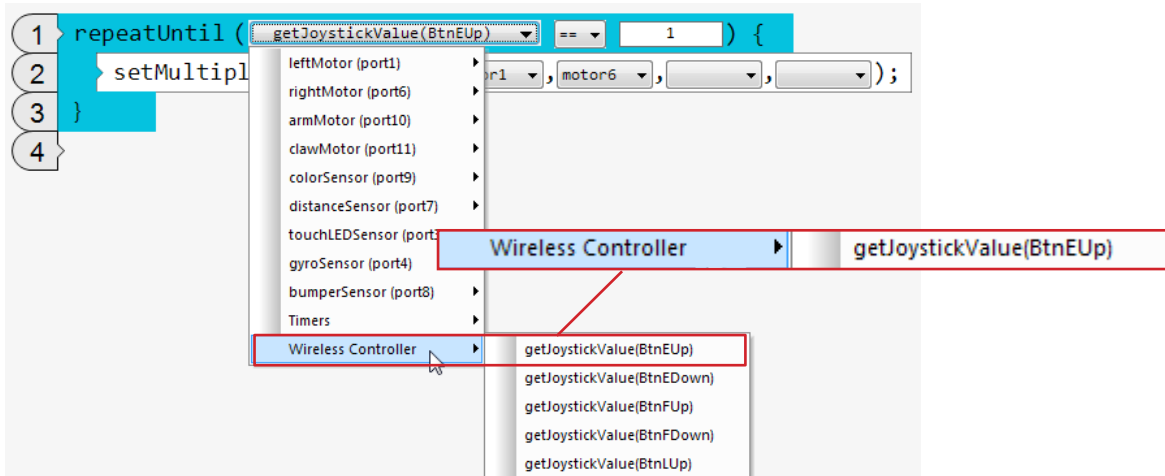 1 repeatUntil ( getJoystickValue(BtnEUp) == 1 ) {
2 setMultipl or1 , motor6 , , );
3 }
4
leftMotor (port1)
rightMotor (port6)
armMotor (port10)
clawMotor (port11)
colorSensor (port9)
distanceSensor (port7)
touchLEDSensor (port
gyroSensor (port4)
bumperSensor (port8)
Timers
Wireless Controller
Wireless Controller getJoystickValue(BtnEUp)
getJoystickValue(BtnEUp)
getJoystickValue(BtnEDown)
getJoystickValue(BtnFUp)
getJoystickValue(BtnFDown)
getJoystickValue(BtnLUp)